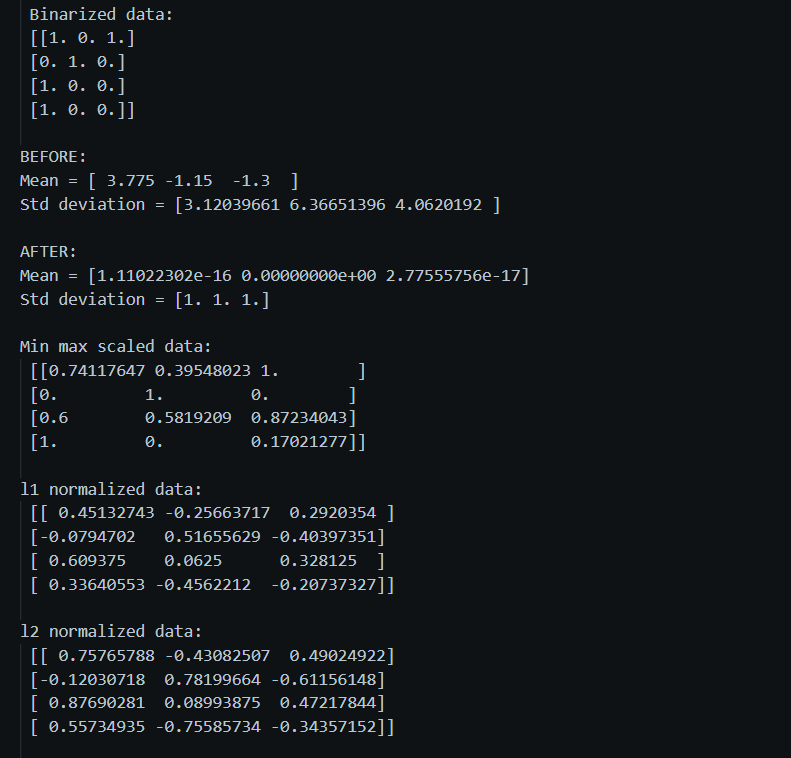 Binarized data:
[[1. 0. 1.]
[0. 1. 0.]
[1. 0. 0.]
[1. 0. 0.]]
BEFORE:
Mean = [ 3.775 -1.15  -1.3  ]
Std deviation = [3.12039661 6.36651396 4.0620192 ]
AFTER:
Mean = [1.11022302e-16 0.00000000e+00 2.77555756e-17]
Std deviation = [1. 1. 1.]
Min max scaled data:
[[0.74117647 0.39548023 1.        ]
[0.         1.         0.        ]
[0.6        0.5819209  0.87234043]
[1.         0.         0.17021277]]
l1 normalized data:
[[ 0.45132743 -0.25663717  0.2920354 ]
[-0.0794702   0.51655629 -0.40397351]
[ 0.609375    0.0625      0.328125  ]
[ 0.33640553 -0.4562212  -0.20737327]]
l2 normalized data:
[[ 0.75765788 -0.43082507  0.49024922]
[-0.12030718  0.78199664 -0.61156148]
[ 0.87690281  0.08993875  0.47217844]
[ 0.55734935 -0.75585734 -0.34357152]]